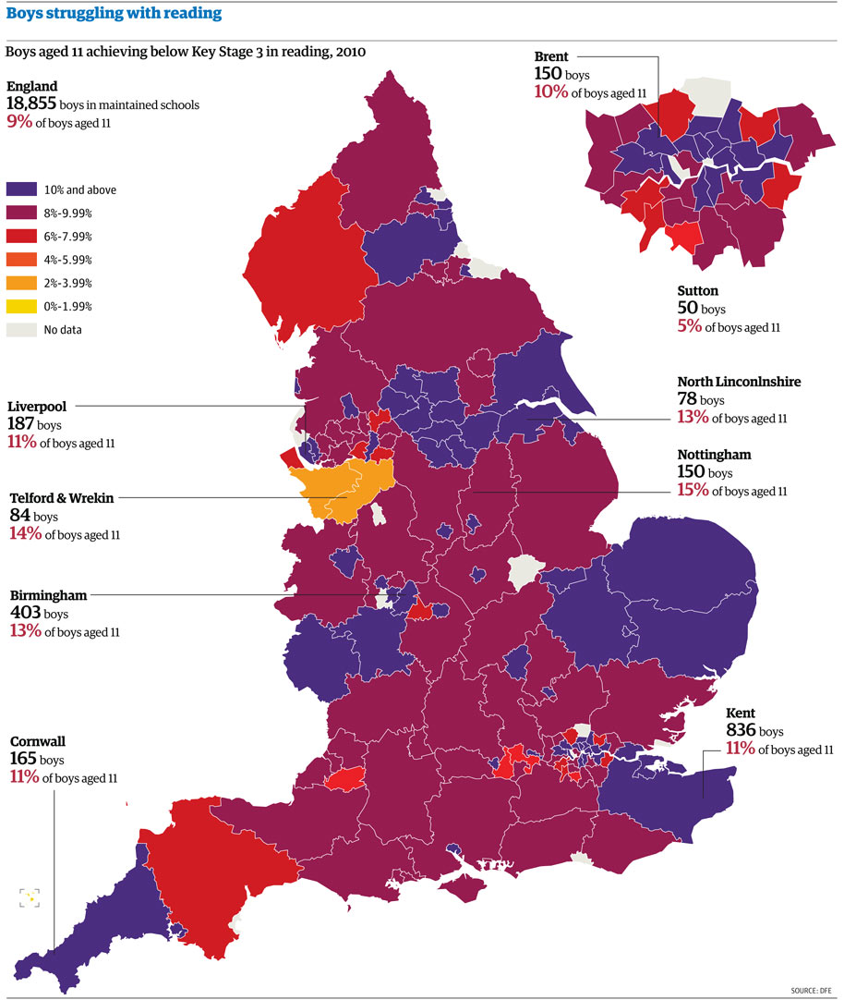 Boys struggling with reading
Boys aged 11 achieving below Key Stage 3 in reading, 2010
England
18,855 boys in maintained schools
9% of boys aged 11
10% and above
8%-9.99%
6%-7.99%
4%-5.99%
2%-3.99%
0%-1.99%
No data
Brent
150 boys
10% of boys aged 11
Sutton
50 boys
5% of boys aged 11
Liverpool
187 boys
11% of boys aged 11
North Linconlnshire
78 boys
13% of boys aged 11
Nottingham
150 boys
15% of boys aged 11
Telford & Wrekin
84 boys
14% of boys aged 11
Birmingham
403 boys
13% of boys aged 11
Kent
836 boys
11% of boys aged 11
Cornwall
165 boys
11% of boys aged 11
SOURCE: DFE